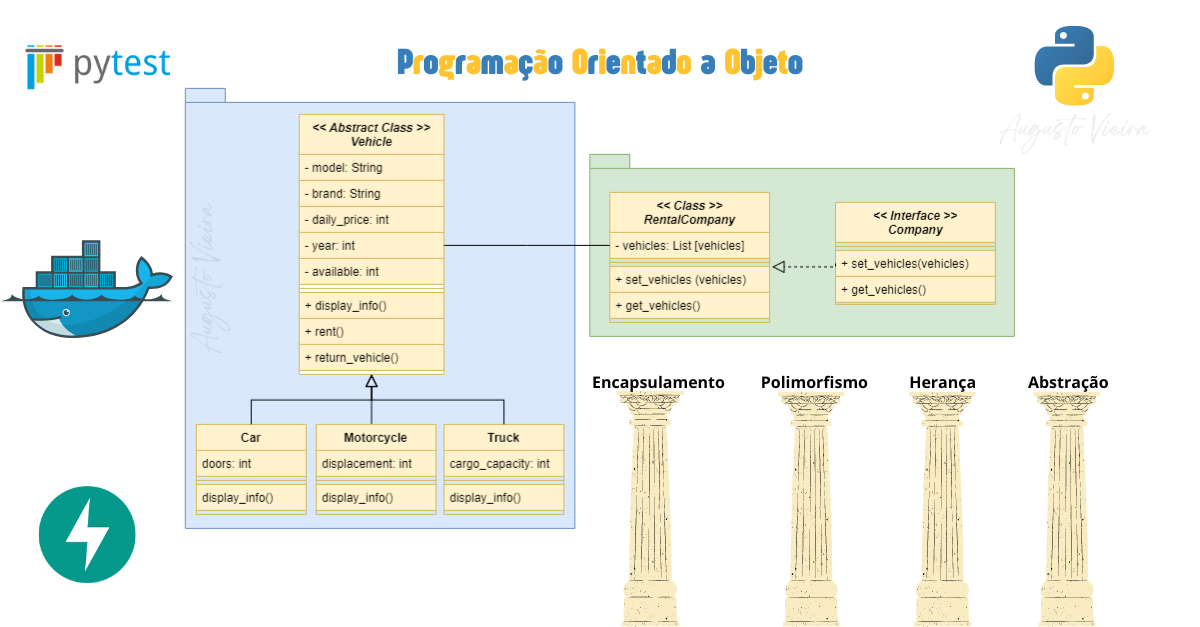 pytest
Programação Orientado a Objeto
Augusto Vieira
Augusto Vieira
<< Abstract Class >>
Vehicle
- model: String
- brand: String
- daily_price: int
- year: int
- available: int
+ display_info()
+ rent()
+ return_vehicle()
Car
doors: int
display_info()
Motorcycle
displacement: int
display_info()
Truck
cargo_capacity: int
display_info()
<< Class >>
RentalCompany
- vehicles: List [vehicles]
+ set_vehicles (vehicles)
+ get_vehicles()
<< Interface >>
Company
+ set_vehicles(vehicles)
+ get_vehicles()
Encapsulamento
Polimorfismo
Herança
Abstração